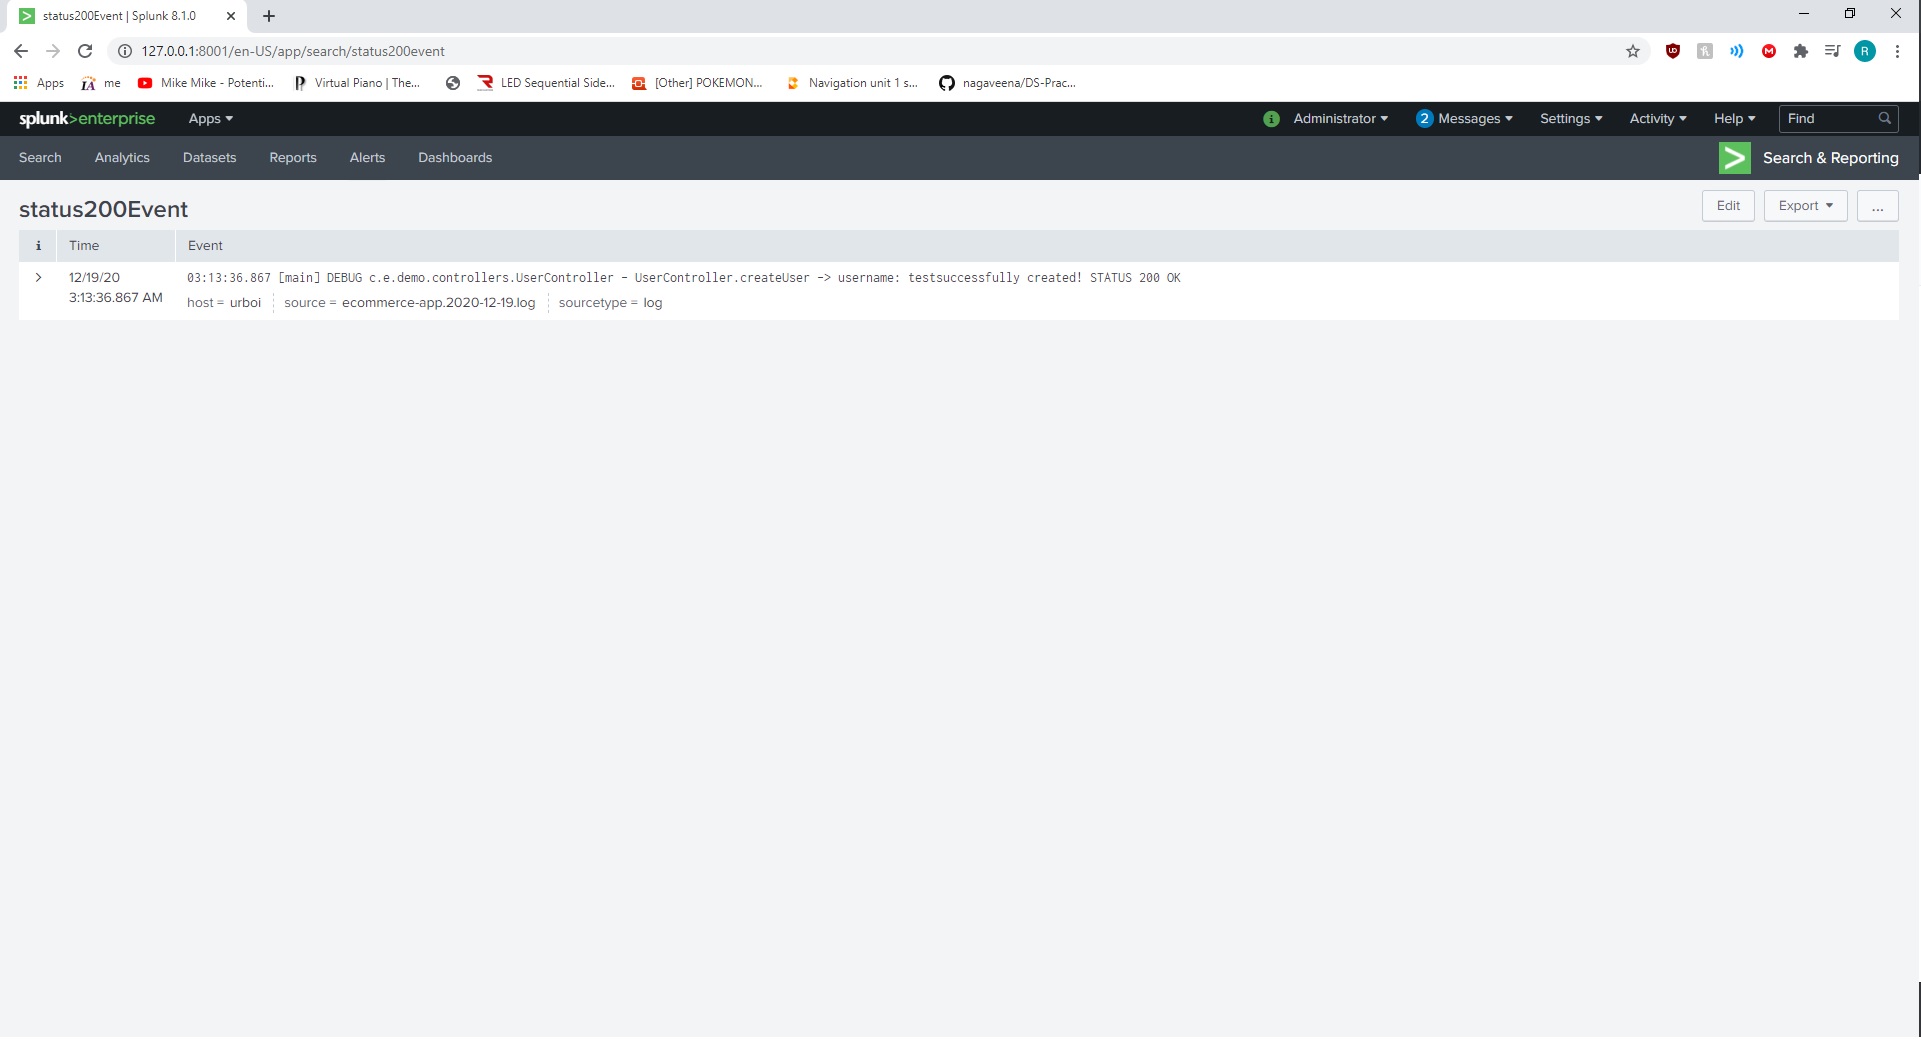 status200Event | Splunk 8.1.0
127.0.0.1:8001/en-US/app/search/status200event
R
Apps me Mike Mike - Potenti... Virtual Piano | The... LED Sequential Side... [Other] POKEMON... Navigation unit 1 s... nagaveena/DS-Prac...
splunk>enterprise Apps Administrator 2 Messages Settings Activity Help Find
Search Analytics Datasets Reports Alerts Dashboards Search & Reporting
status200Event Edit Export ...
i Time Event
12/19/20 03:13:36.867 [main] DEBUG c.e.demo.controllers.UserController - UserController.createUser -> username: testsuccessfully created! STATUS 200 OK
3:13:36.867 AM host = urboi source = ecommerce-app.2020-12-19.log sourcetype = log